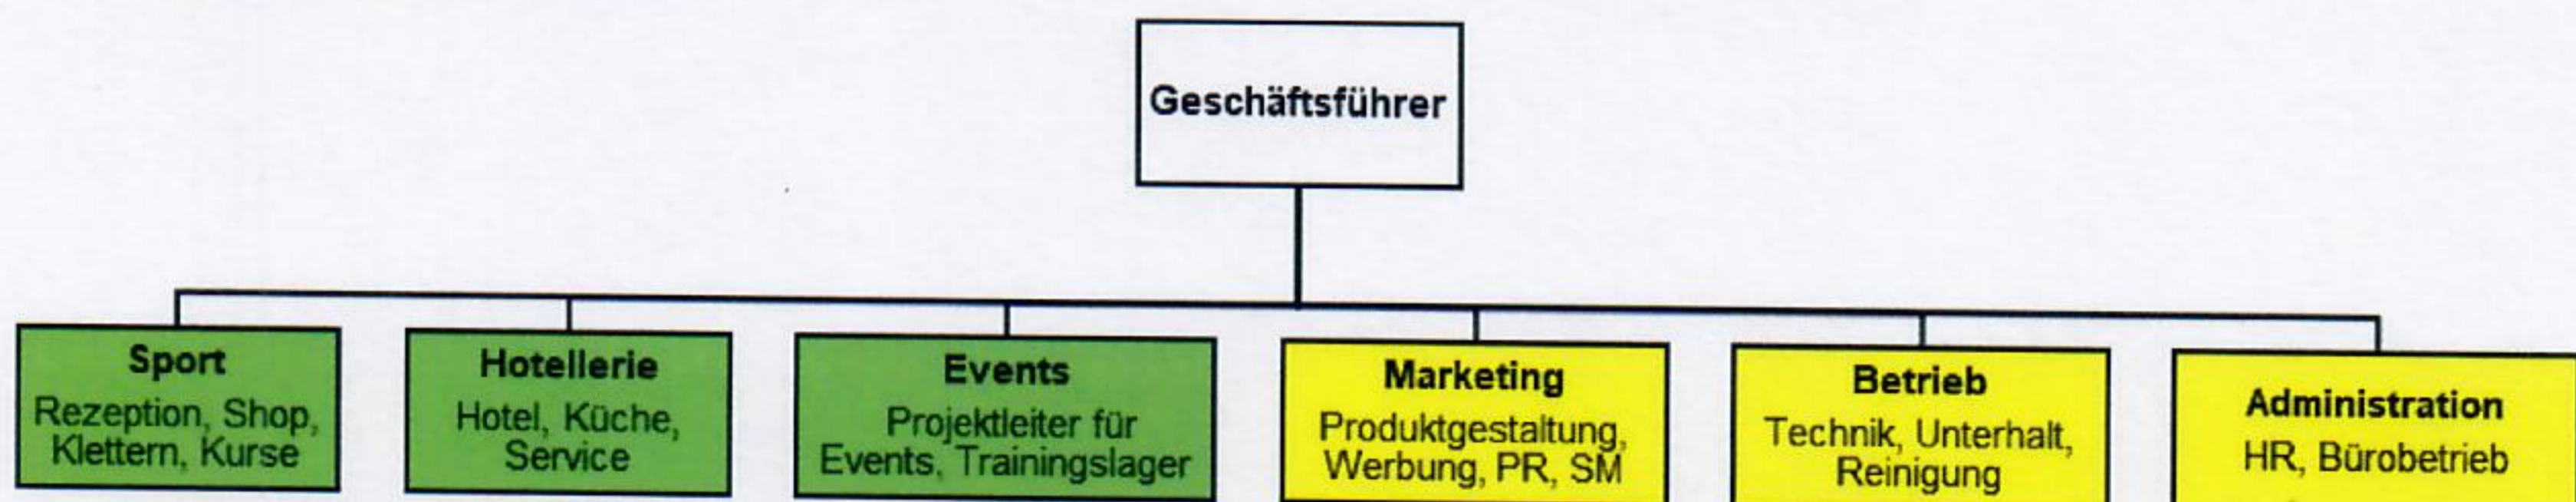 Geschäftsführer
Sport
Rezeption, Shop,
Klettern, Kurse
Hotellerie
Hotel, Küche,
Service
Events
Projektleiter für
Events, Trainingslager
Marketing
Produktgestaltung,
Werbung, PR, SM
Betrieb
Technik, Unterhalt,
Reinigung
Administration
HR, Bürobetrieb